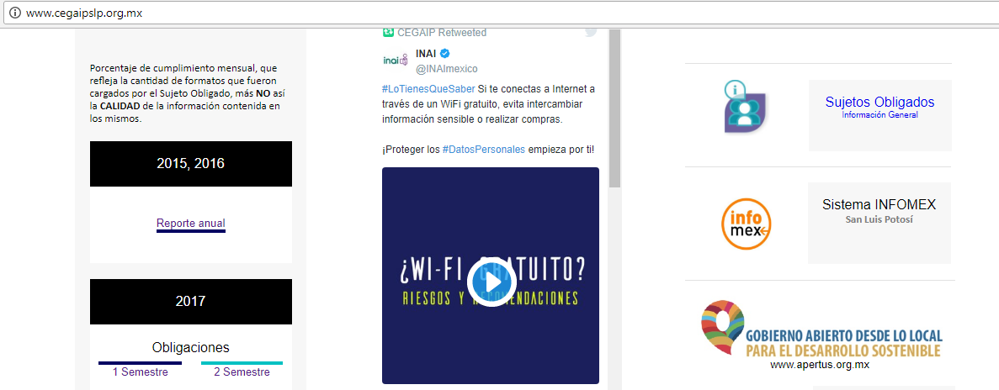 www.cegaipslp.org.mx
Porcentaje de cumplimiento mensual, que
refleja la cantidad de formatos que fueron
cargados por el Sujeto Obligado, más NO así
la CALIDAD de la información contenida en
los mismos.
2015, 2016
Reporte anual
2017
Obligaciones
1 Semestre
2 Semestre
CEGAIP Retweeted
inai
INAI
@INAImexico
#LoTienesQueSaber Si te conectas a Internet a
través de un WiFi gratuito, evita intercambiar
información sensible o realizar compras.
¡Proteger los #DatosPersonales empieza por ti!
¿WI-FI GRATUITO?
RIESGOS Y RECOMENDACIONES
Sujetos Obligados
Información General
info
mex
Sistema INFOMEX
San Luis Potosí
GOBIERNO ABIERTO DESDE LO LOCAL
PARA EL DESARROLLO SOSTENIBLE
www.apertus.org.mx